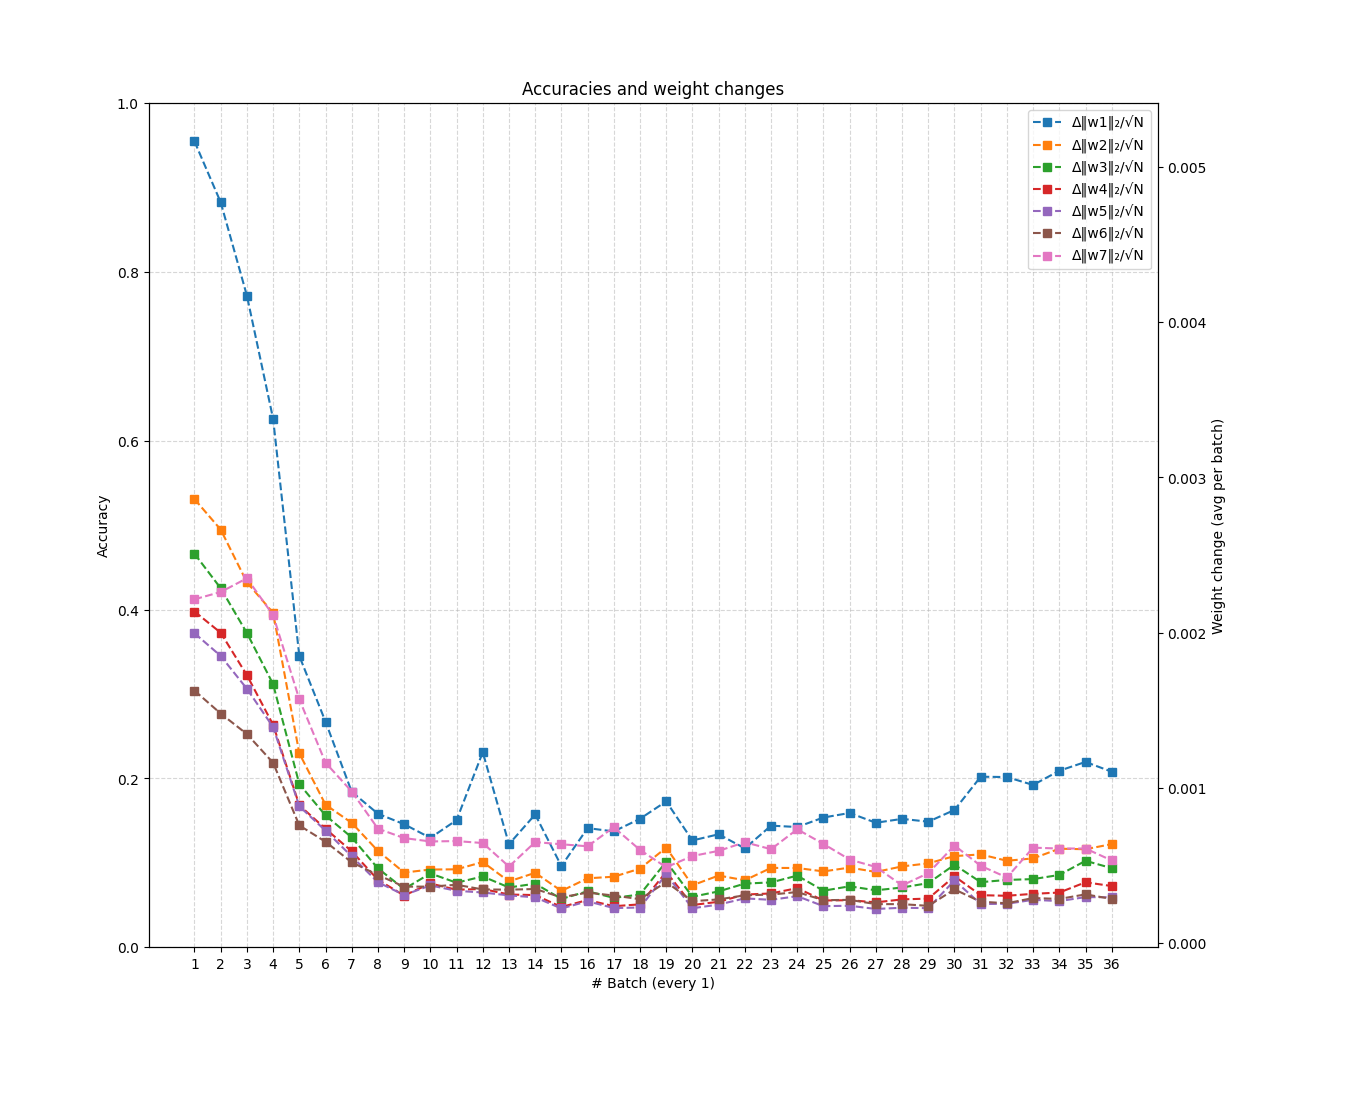 Accuracies and weight changes
1.0
0.8
0.6
0.4
0.2
0.0
Accuracy
Δ‖w1‖₂/√N
Δ‖w2‖₂/√N
Δ‖w3‖₂/√N
Δ‖w4‖₂/√N
Δ‖w5‖₂/√N
Δ‖w6‖₂/√N
Δ‖w7‖₂/√N
0.005
0.004
0.003
0.002
0.001
0.000
Weight change (avg per batch)
1 2 3 4 5 6 7 8 9 10 11 12 13 14 15 16 17 18 19 20 21 22 23 24 25 26 27 28 29 30 31 32 33 34 35 36
# Batch (every 1)